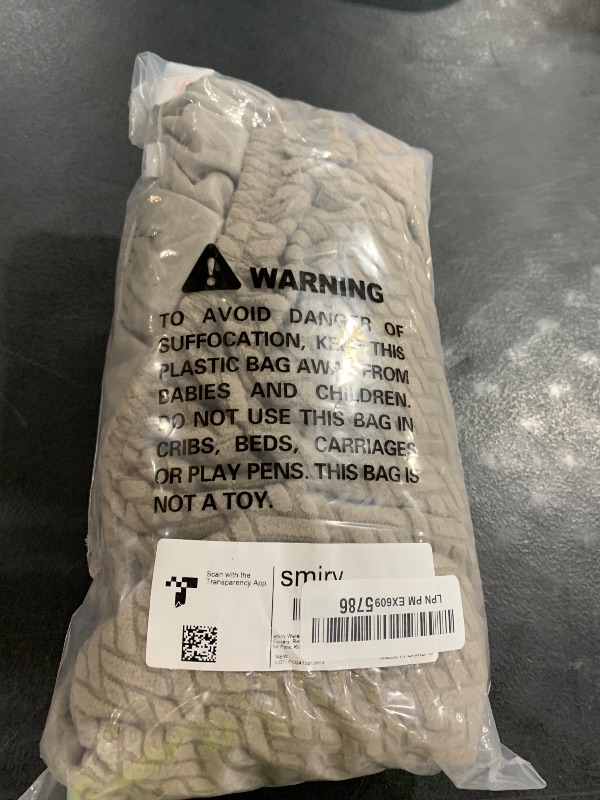 WARNING
TO AVOID DANGER OF
SUFFOCATION, KEEP THIS
PLASTIC BAG AWAY FROM
BABIES AND CHILDREN.
DO NOT USE THIS BAG IN
CRIBS, BEDS, CARRIAGES
OR PLAY PENS. THIS BAG IS
NOT A TOY.
Scan with the
Transparency App
smiry
LPN PM EX6095786
NEW